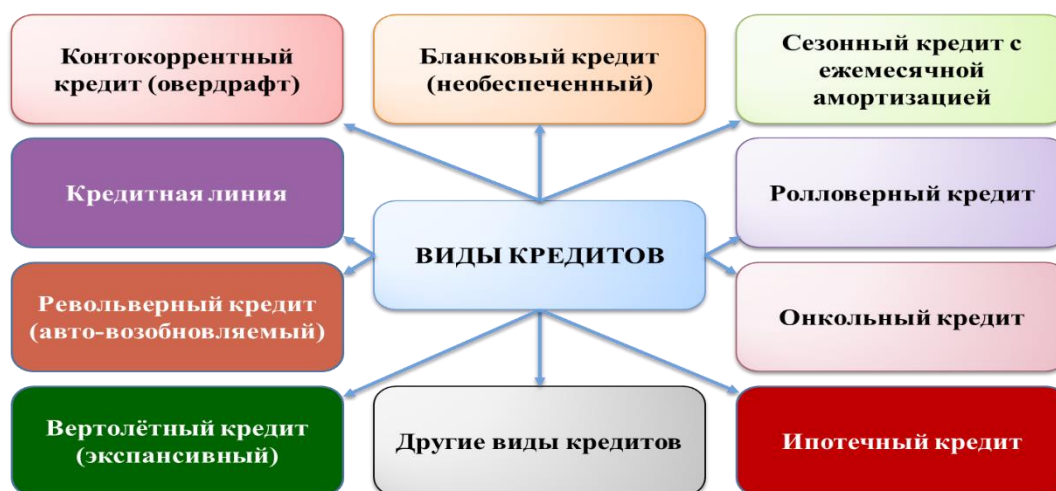 Контокоррентный
кредит (овердрафт)
Бланковый кредит
(необеспеченный)
Сезонный кредит с
ежемесячной
амортизацией
Кредитная линия
Ролловерный кредит
ВИДЫ КРЕДИТОВ
Револьверный кредит
(авто-возобновляемый)
Онкольный кредит
Вертолётный кредит
(экспансивный)
Другие виды кредитов
Ипотечный кредит